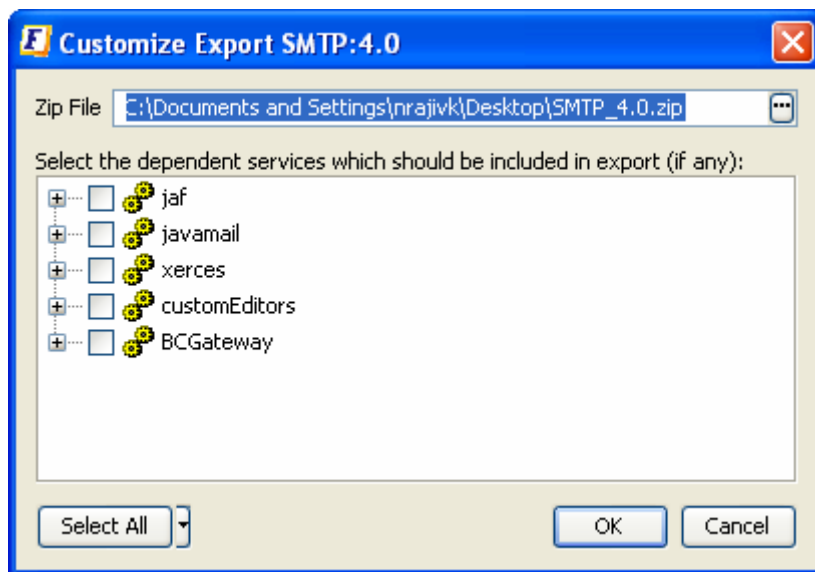 F Customize Export SMTP:4.0
Zip File C:\Documents and Settings\nrajivk\Desktop\SMTP_4.0.zip ...
Select the dependent services which should be included in export (if any):
jaf
javamail
xerces
customEditors
BCGateway
Select All OK Cancel